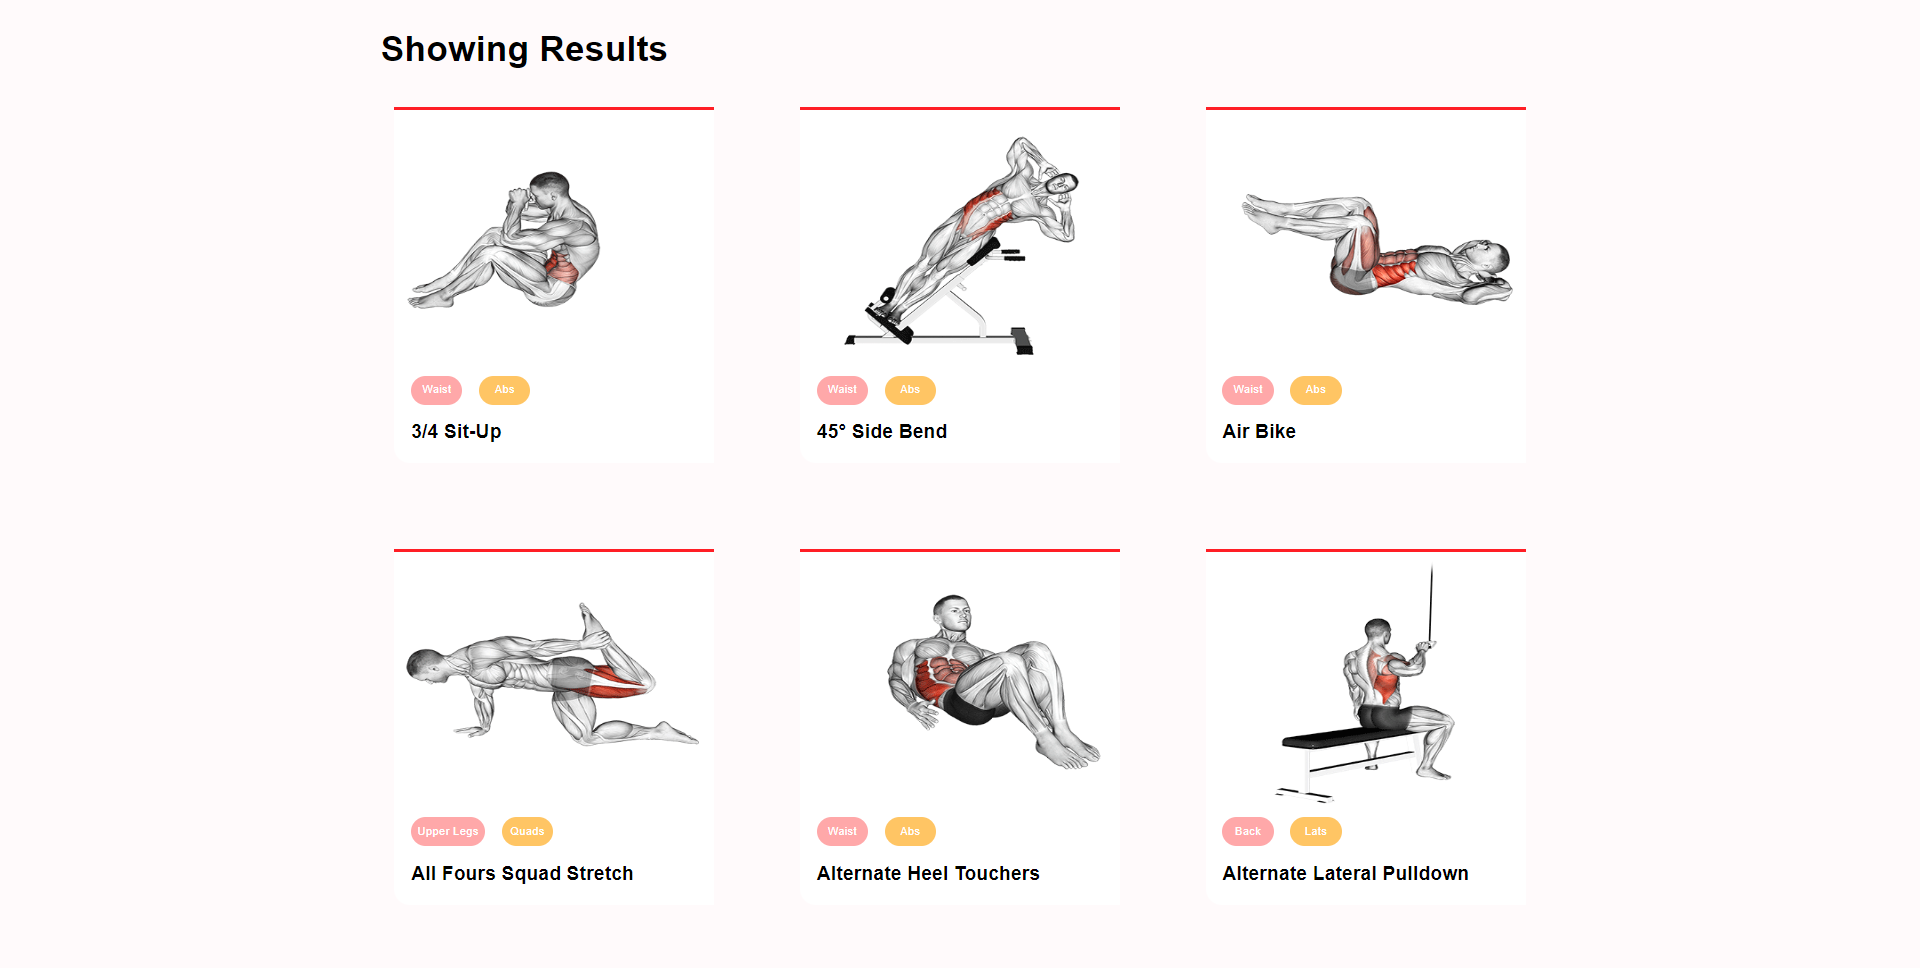 Showing Results
Waist Abs
3/4 Sit-Up
Waist Abs
45° Side Bend
Waist Abs
Air Bike
Upper Legs Quads
All Fours Squad Stretch
Waist Abs
Alternate Heel Touchers
Back Lats
Alternate Lateral Pulldown